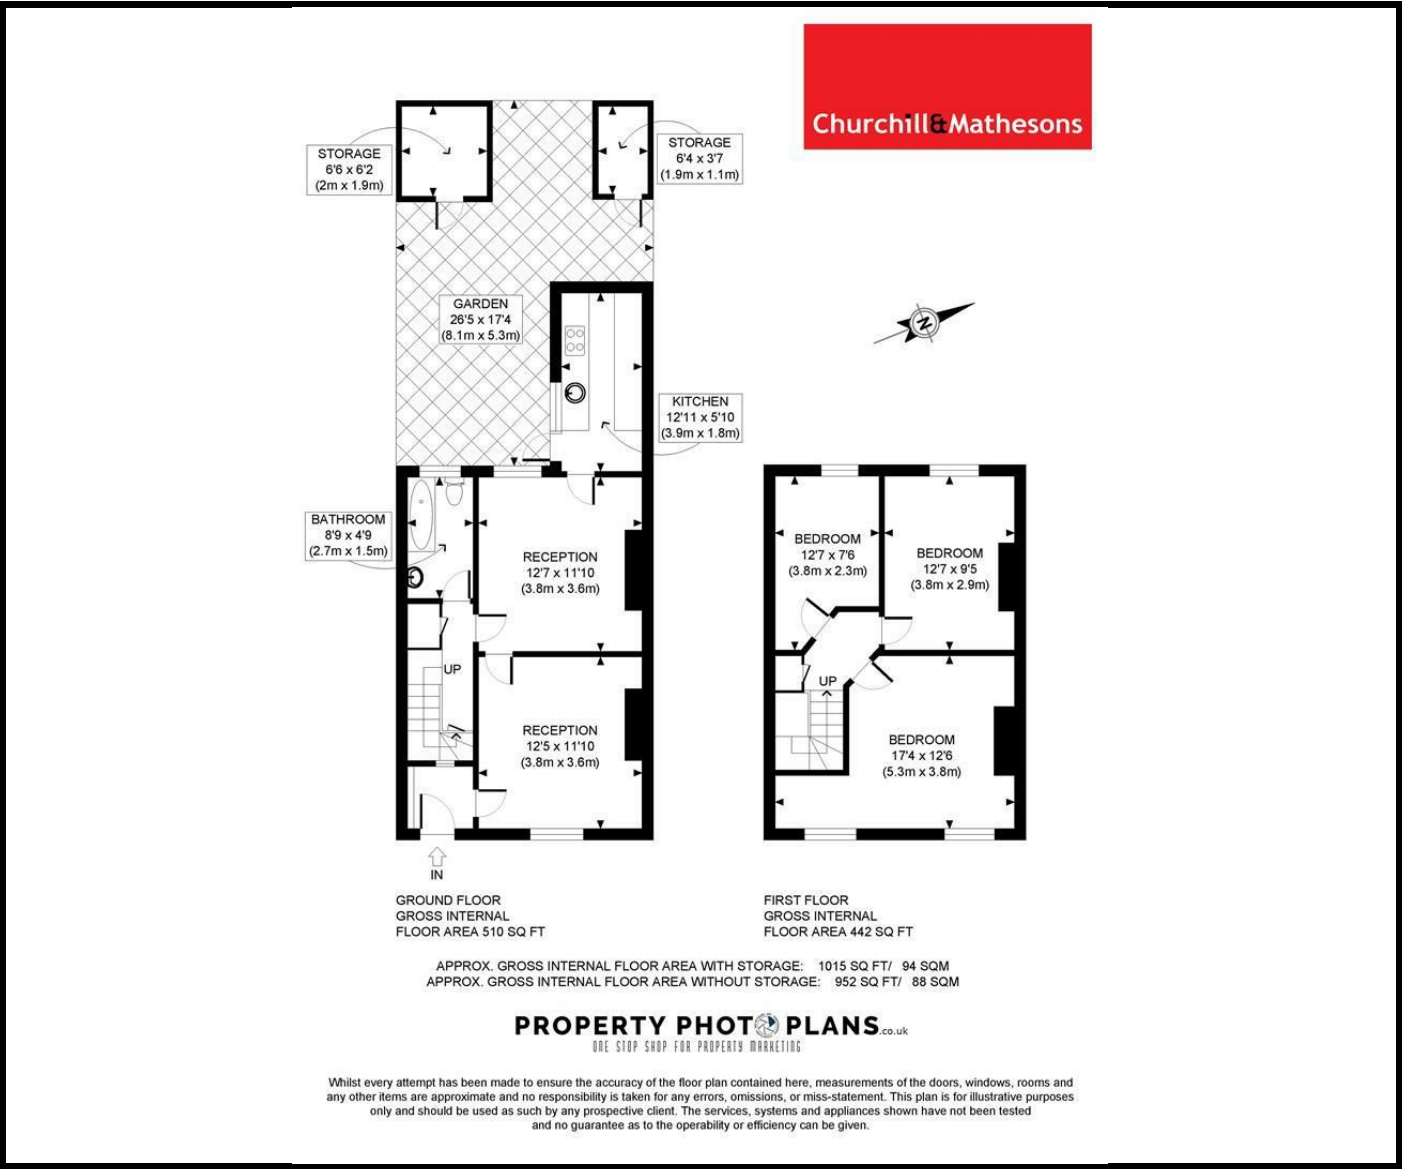 Churchill&Mathesons
STORAGE
6'6 x 6'2
(2m x 1.9m)
STORAGE
6'4 x 3'7
(1.9m x 1.1m)
GARDEN
26'5 x 17'4
(8.1m x 5.3m)
N
KITCHEN
12'11 x 5'10
(3.9m x 1.8m)
BATHROOM
8'9 x 4'9
(2.7m x 1.5m)
RECEPTION
12'7 x 11'10
(3.8m x 3.6m)
BEDROOM
12'7 x 7'6
(3.8m x 2.3m)
BEDROOM
12'7 x 9'5
(3.8m x 2.9m)
UP
UP
RECEPTION
12'5 x 11'10
(3.8m x 3.6m)
BEDROOM
17'4 x 12'6
(5.3m x 3.8m)
IN
GROUND FLOOR
GROSS INTERNAL
FLOOR AREA 510 SQ FT
FIRST FLOOR
GROSS INTERNAL
FLOOR AREA 442 SQ FT
APPROX. GROSS INTERNAL FLOOR AREA WITH STORAGE: 1015 SQ FT/ 94 SQM
APPROX. GROSS INTERNAL FLOOR AREA WITHOUT STORAGE: 952 SQ FT/ 88 SQM
PROPERTY PHOTO PLANS.co.uk
ONE STOP SHOP FOR PROPERTY MARKETING
Whilst every attempt has been made to ensure the accuracy of the floor plan contained here, measurements of the doors, windows, rooms and
any other items are approximate and no responsibility is taken for any errors, omissions, or miss-statement. This plan is for illustrative purposes
only and should be used as such by any prospective client. The services, systems and appliances shown have not been tested
and no guarantee as to the operability or efficiency can be given.